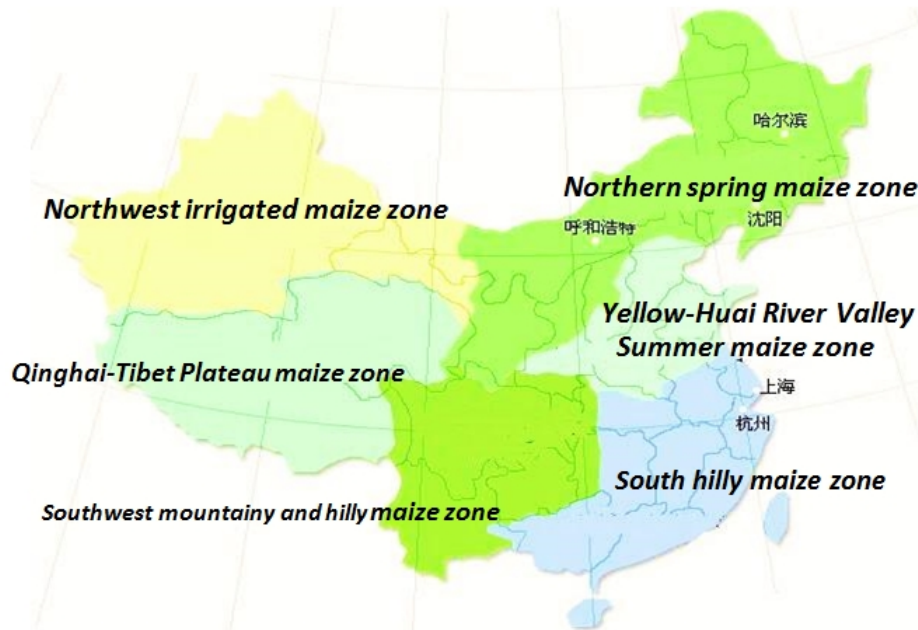 哈尔滨
Northern spring maize zone
Northwest irrigated maize zone
沈阳
呼和浩特
Yellow-Huai River Valley
Summer maize zone
Qinghai-Tibet Plateau maize zone
上海
杭州
South hilly maize zone
Southwest mountainy and hilly maize zone